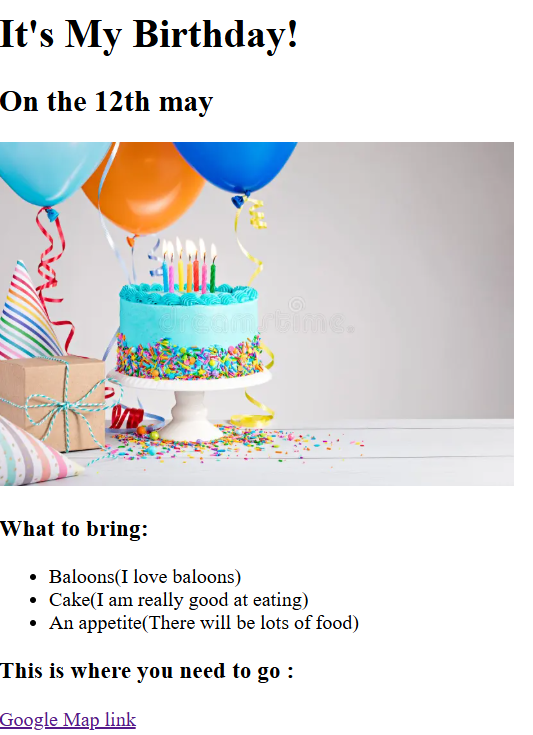 It's My Birthday!
On the 12th may
dreamstime.
What to bring:
Baloons(I love baloons)
Cake(I am really good at eating)
An appetite(There will be lots of food)
This is where you need to go :
Google Map link